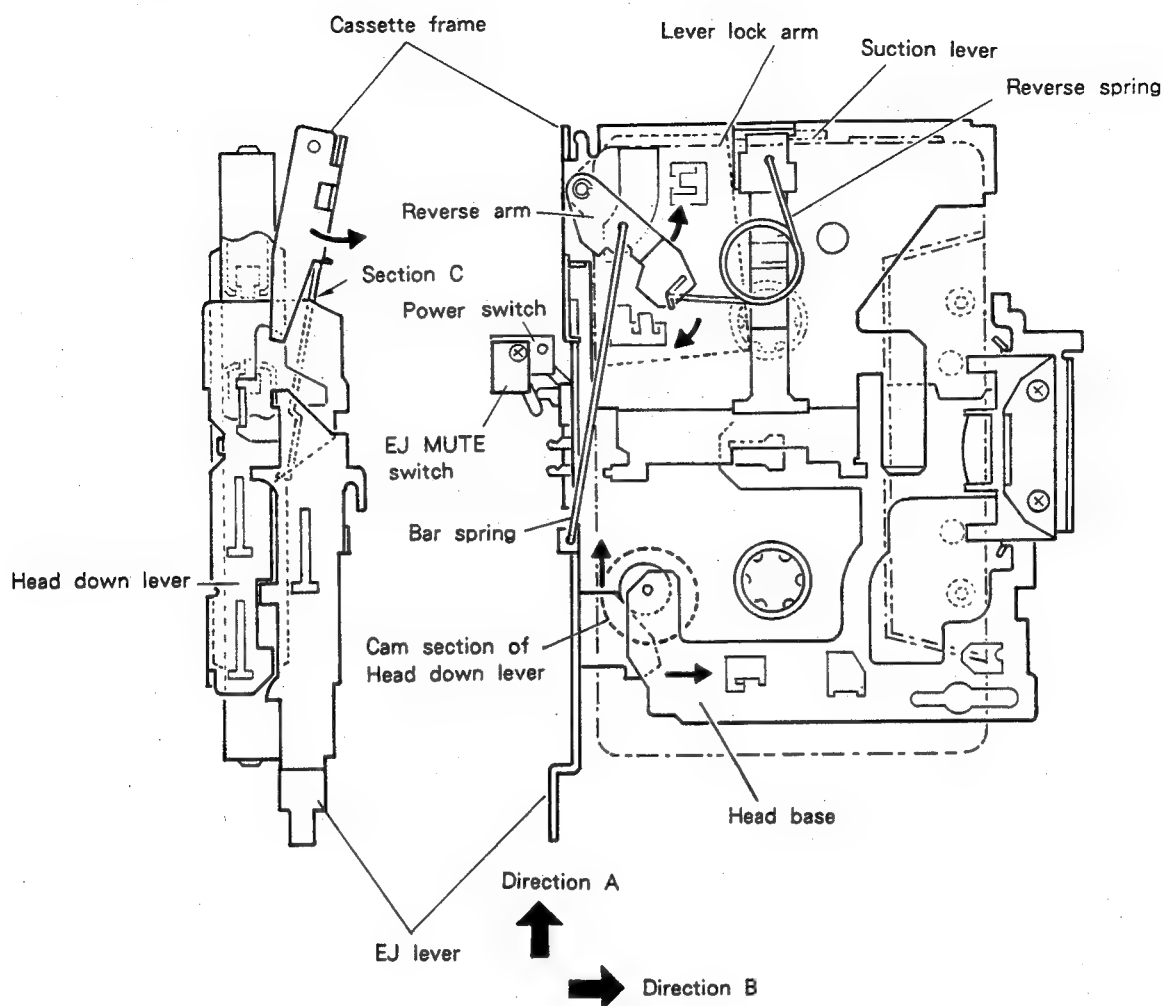 Cassette frame
Lever lock arm
Suction lever
Reverse spring
Reverse arm
Section C
Power switch
EJ MUTE
switch
Bar spring
Head down lever
Cam section of
Head down lever
Head base
Direction A
EJ lever
Direction B